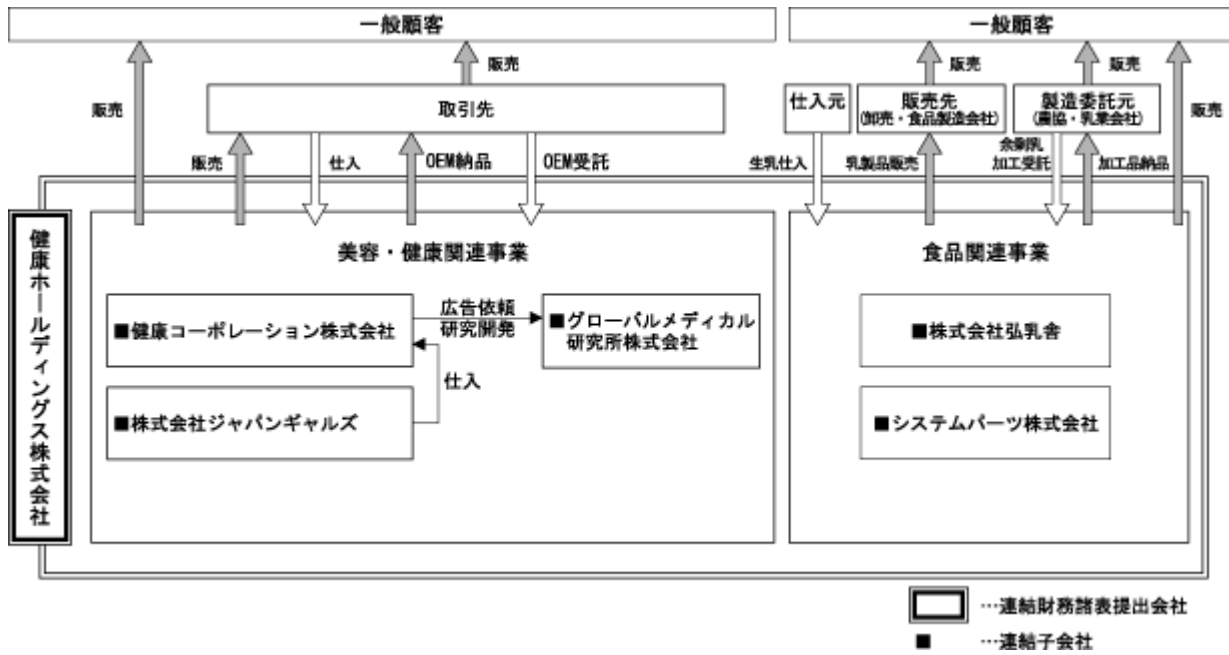 一般顧客
一般顧客
販売
販売
販売
販売
販売
取引先
仕入元
販売先
(卸売・食品製造会社)
製造委託元
(農協・乳業会社)
販売
仕入
OEM納品
OEM受託
生乳仕入
乳製品販売
余剰乳
加工受託
加工品納品
健康ホールディングス株式会社
美容・健康関連事業
食品関連事業
■健康コーポレーション株式会社
広告依頼
研究開発
■グローバルメディカル
研究所株式会社
■株式会社弘乳舎
仕入
■株式会社ジャパンギャルズ
■システムパーツ株式会社
…連結財務諸表提出会社
■ …連結子会社